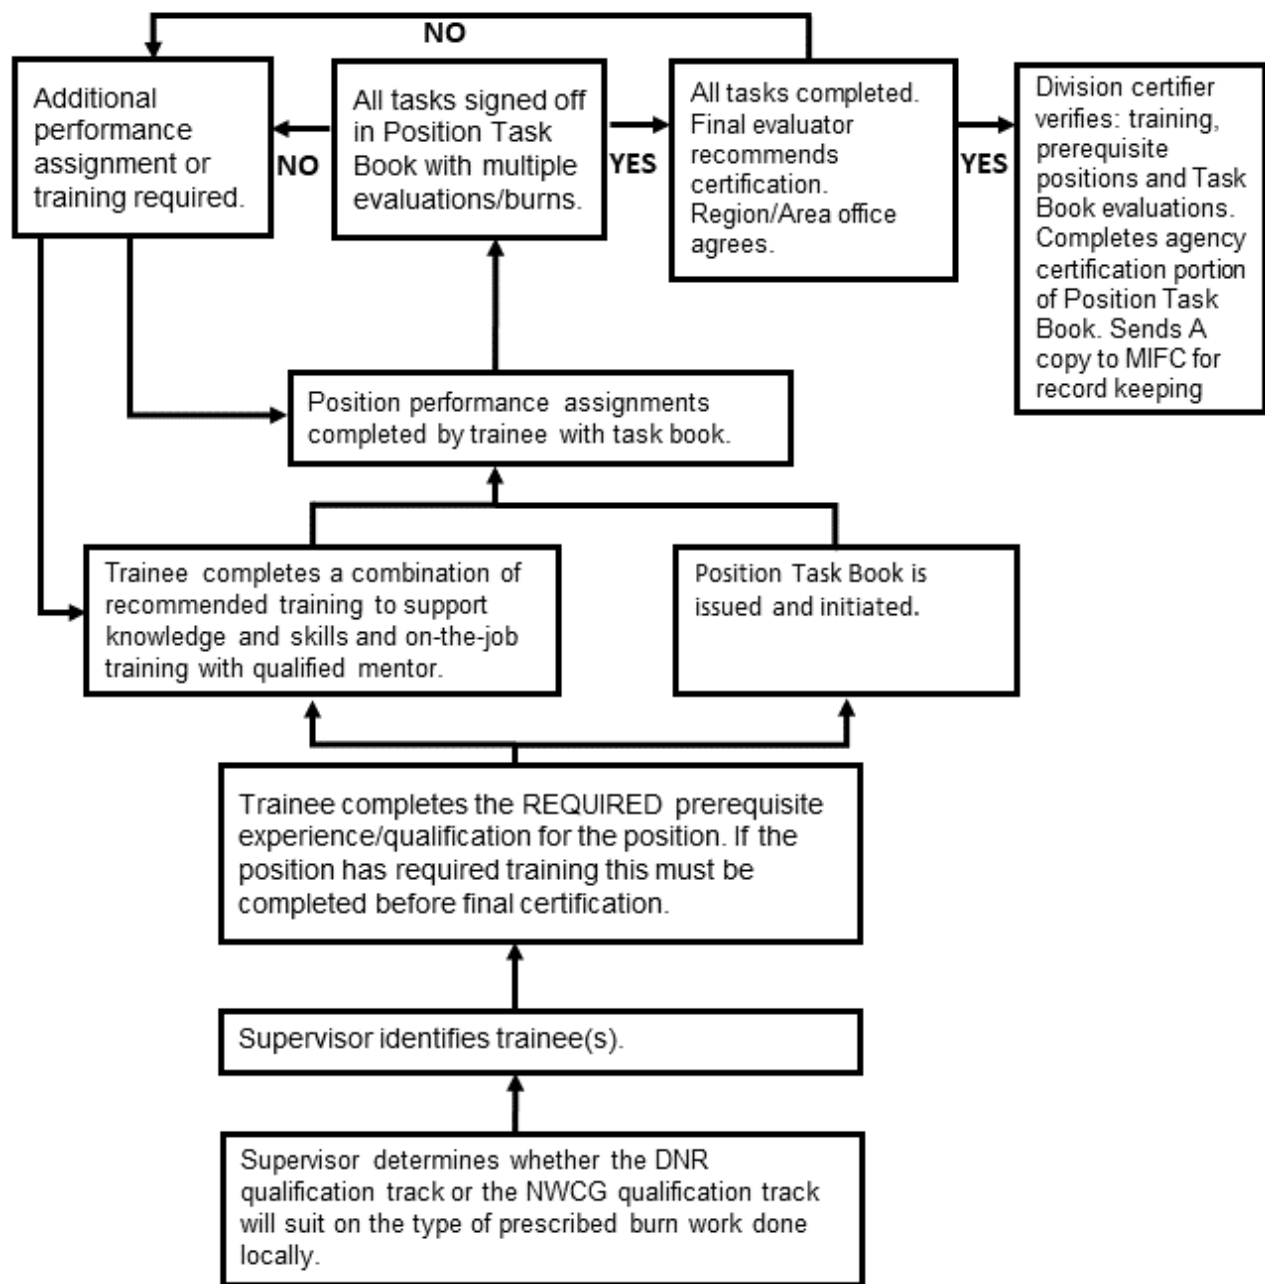 NO
Additional
performance
assignment or
training required.
NO
All tasks signed off
in Position Task
Book with multiple
evaluations/burns.
YES
All tasks completed.
Final evaluator
recommends
certification.
Region/Area office
agrees.
YES
Division certifier
verifies: training,
prerequisite
positions and Task
Book evaluations.
Completes agency
certification portion
of Position Task
Book. Sends A
copy to MIFC for
record keeping
Position performance assignments
completed by trainee with task book.
Trainee completes a combination of
recommended training to support
knowledge and skills and on-the-job
training with qualified mentor.
Position Task Book is
issued and initiated.
Trainee completes the REQUIRED prerequisite
experience/qualification for the position. If the
position has required training this must be
completed before final certification.
Supervisor identifies trainee(s).
Supervisor determines whether the DNR
qualification track or the NWCG qualification track
will suit on the type of prescribed burn work done
locally.